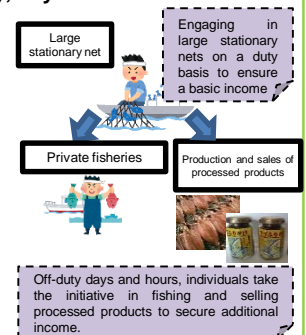 Large
stationary net
Engaging in
large stationary
nets on a duty
basis to ensure
a basic income
Private fisheries
Production and sales of
processed products
Off-duty days and hours, individuals take
the initiative in fishing and selling
processed products to secure additional
income.